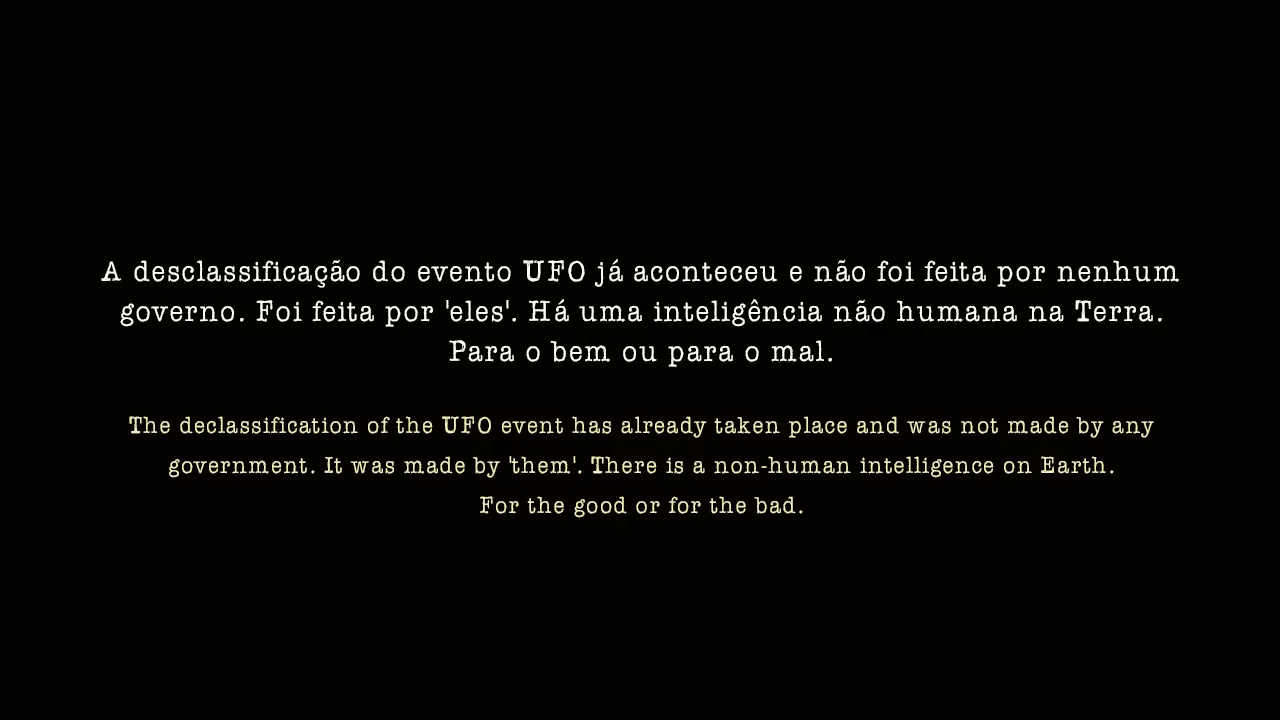 A desclassificação do evento UFO já aconteceu e não foi feita por nenhum
governo. Foi feita por 'eles'. Há uma inteligência não humana na Terra.
Para o bem ou para o mal.
The declassification of the UFO event has already taken place and was not made by any
government. It was made by 'them'. There is a non-human intelligence on Earth.
For the good or for the bad.